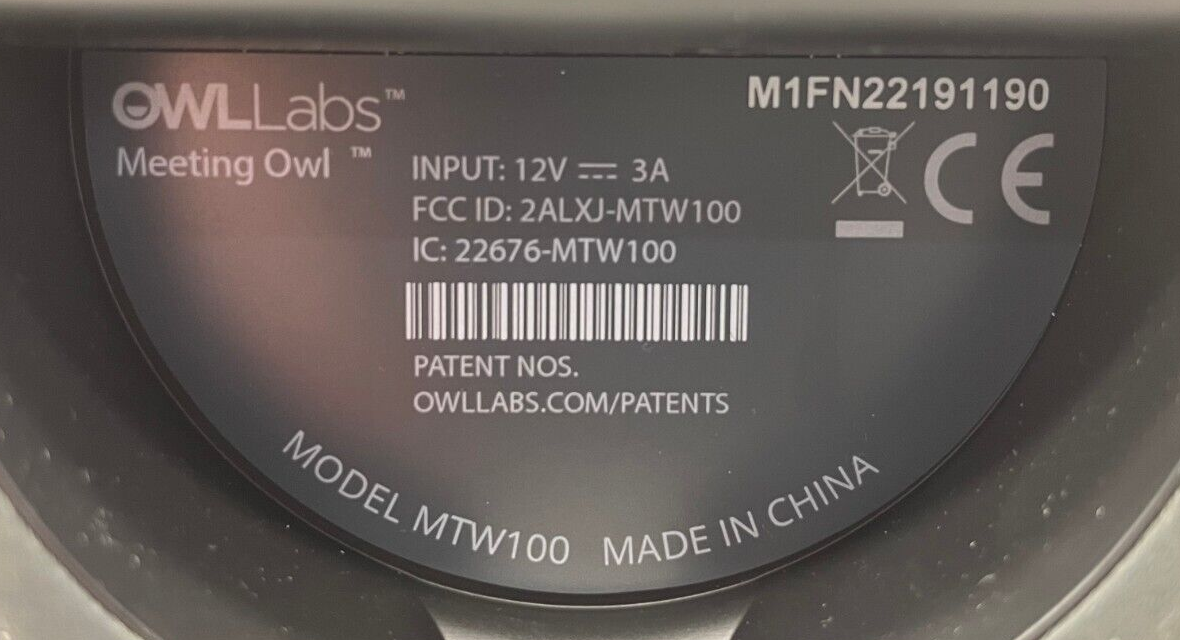 OWLLabs™
M1FN22191190
Meeting Owl ™
INPUT: 12V ⎓ 3A
FCC ID: 2ALXJ-MTW100
IC: 22676-MTW100
CE
PATENT NOS.
OWLLABS.COM/PATENTS
MODEL MTW100 MADE IN CHINA